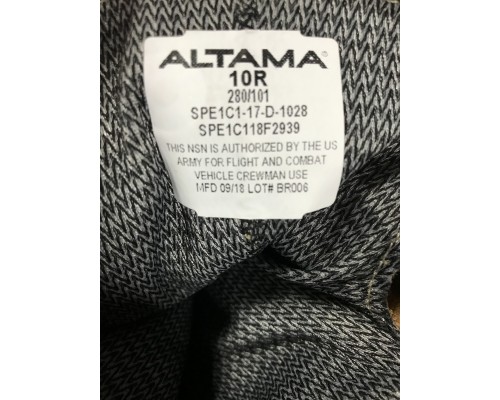 ALTAMA
10R
280/101
SPE1C1-17-D-1028
SPE1C118F2939
THIS NSN IS AUTHORIZED BY THE US
ARMY FOR FLIGHT AND COMBAT
VEHICLE CREWMAN USE
MFD 09/18 LOT# BR006